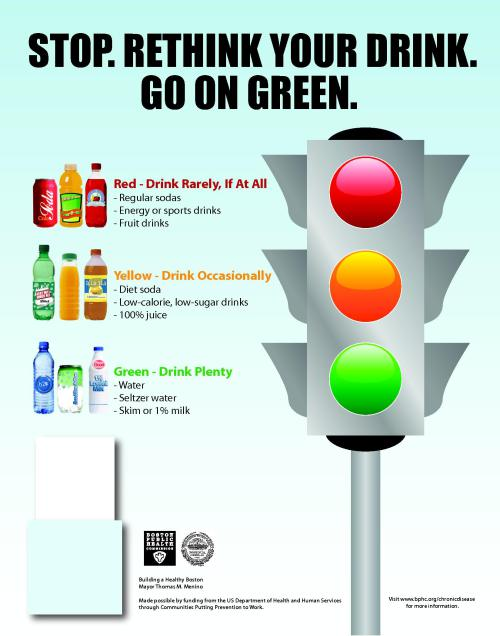 STOP. RETHINK YOUR DRINK.
GO ON GREEN.
Red - Drink Rarely, If At All
- Regular sodas
- Energy or sports drinks
- Fruit drinks
Yellow - Drink Occasionally
- Diet soda
- Low-calorie, low-sugar drinks
- 100% juice
Green - Drink Plenty
- Water
- Seltzer water
- Skim or 1% milk
BOSTON
PUBLIC
HEALTH
COMMISSION
Building a Healthy Boston
Mayor Thomas M. Menino
Made possible by funding from the US Department of Health and Human Services
through Communities Putting Prevention to Work.
Visit www.bphc.org/chronicdisease
for more information.